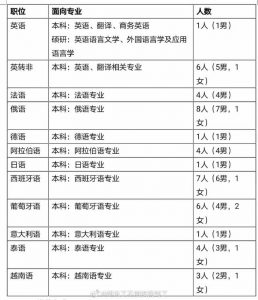 职位 面向专业 人数
英语 本科：英语、翻译、商务英语 1人（1男）
硕研：英语语言文学、外国语言学及应用
语言学
英转非 本科：英语、翻译相关专业 6人（5男，1
女）
法语 本科：法语专业 4人（4男）
俄语 本科：俄语专业 8人（7男，1
女）
德语 本科：德语专业 1人（1男）
阿拉伯语 本科：阿拉伯语专业 4人（4男）
日语 本科：日语专业 1人（1男）
西班牙语 本科：西班牙语专业 7人（6男，1
女）
葡萄牙语 本科：葡萄牙语专业 6人（4男，2
女）
意大利语 本科：意大利语专业 1人（1男）
泰语 本科：泰语专业 4人（3男，1
女）
越南语 本科：越南语专业 3人（2男，1
女）